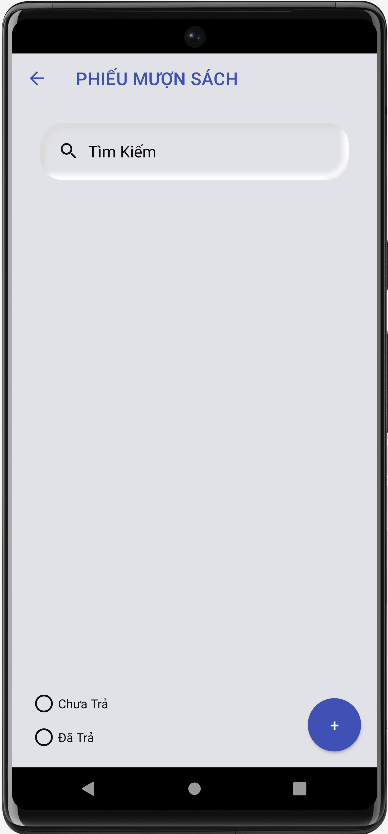 PHIẾU MƯỢN SÁCH
Tìm Kiếm
Chưa Trả
Đã Trả
+